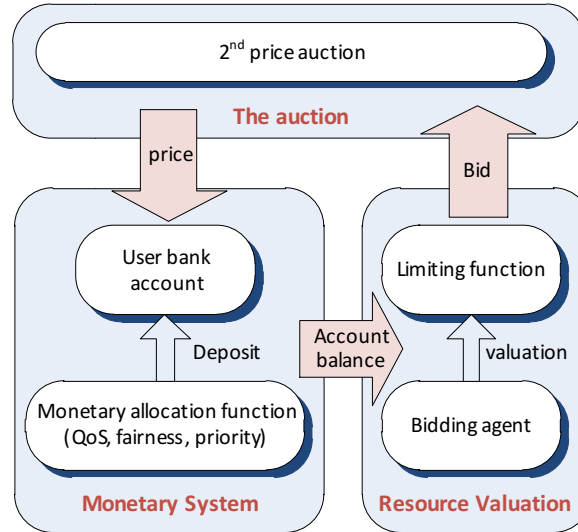 2nd price auction
The auction
price
Bid
User bank
account
Limiting function
Account
balance
Deposit
valuation
Monetary allocation function
(QoS, fairness, priority)
Bidding agent
Monetary System
Resource Valuation